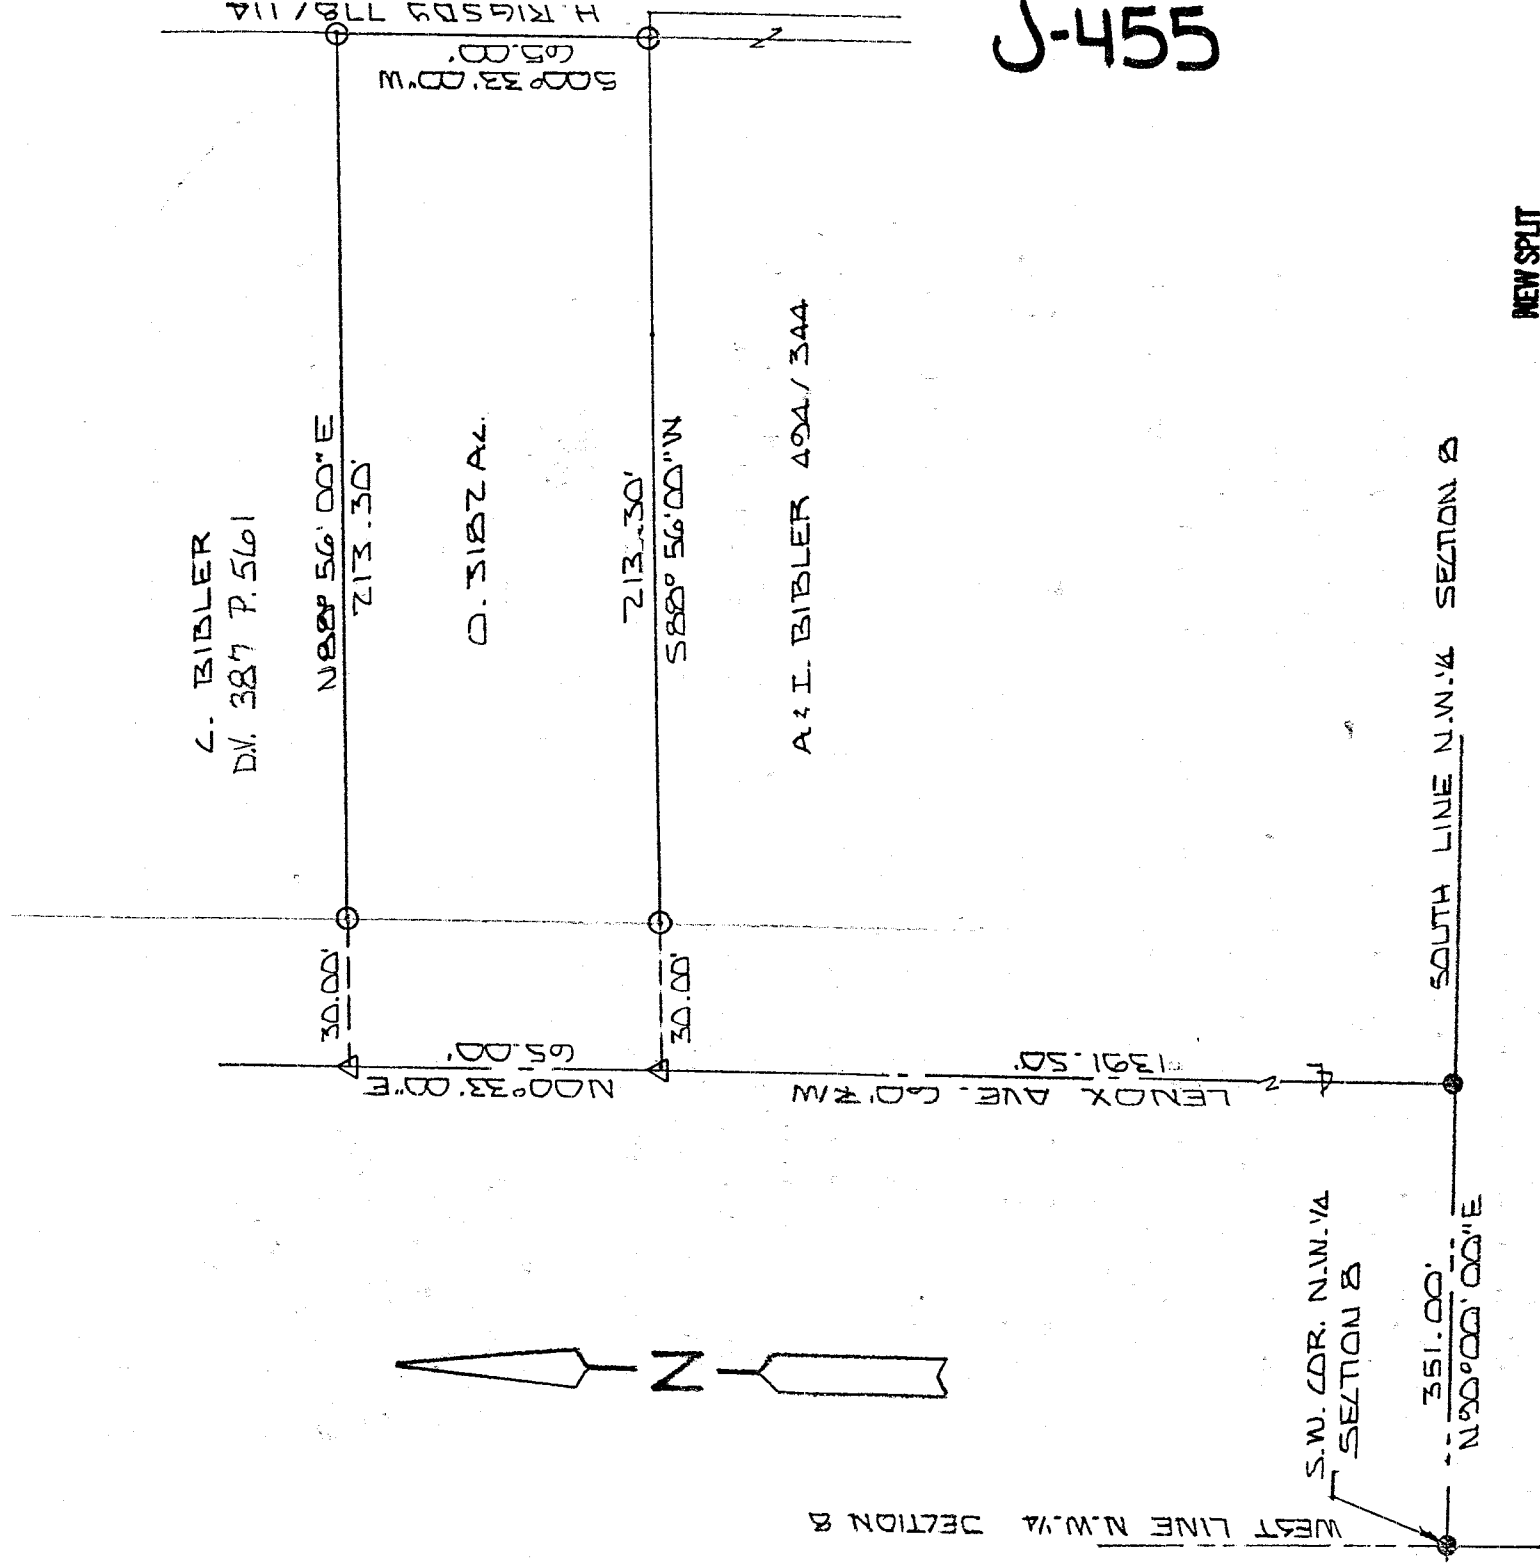 J-455
H. RIGSBY 778/114
65.00'
S00°33'00"W
NEW SPLIT
C. BIBLER
D.V. 387 P. 561
N88° 56' 00" E
213.30'
0.3182 AC.
213.30'
S88° 56' 00" W
A & I. BIBLER 494/344
30.00'
30.00'
65.00'
N00°33'00"E
1391.50'
LENOX AVE. 60' R/W
SOUTH LINE N.W. 1/4 SECTION 8
S.W. COR. N.W. 1/4
SECTION 8
351.00'
N90°00'00"E
N
WEST LINE N.W. 1/4 SECTION 8